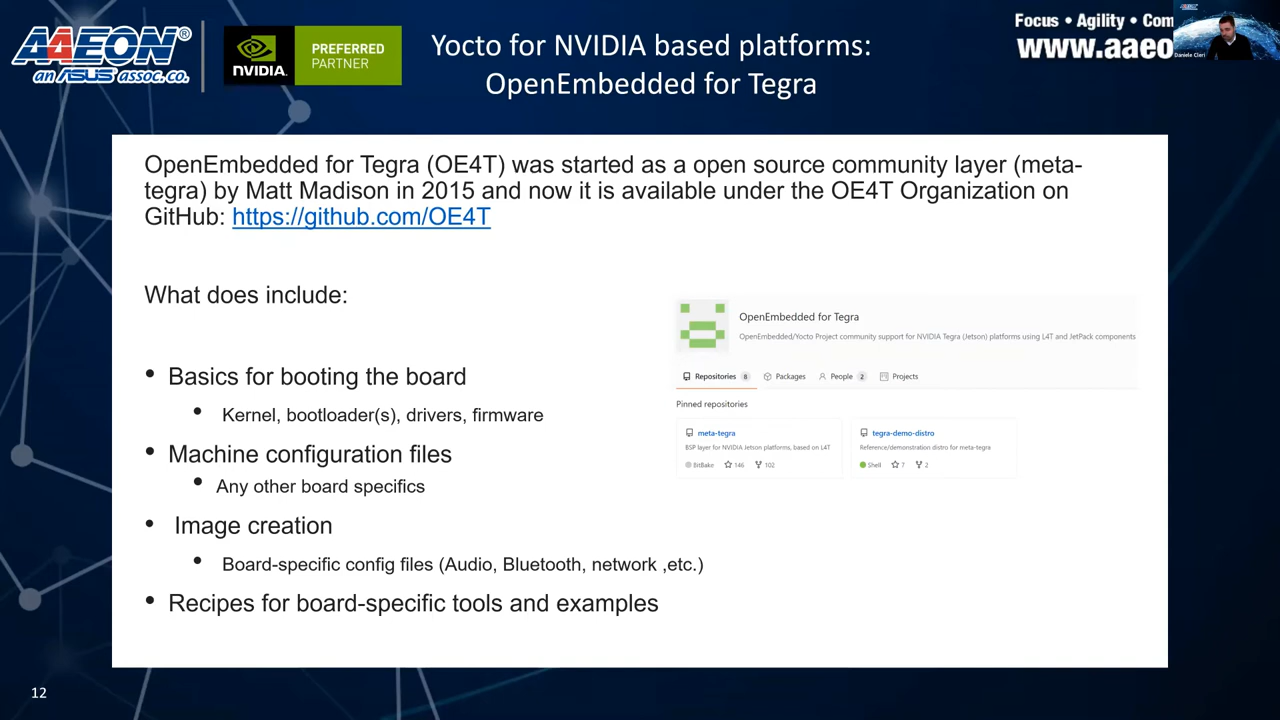 AAEON®
an ASUS assoc.co.
NVIDIA.
PREFERRED
PARTNER
Yocto for NVIDIA based platforms:
OpenEmbedded for Tegra
Focus • Agility • Com
www.aaeo
Daniele Cleri
OpenEmbedded for Tegra (OE4T) was started as a open source community layer (meta-
tegra) by Matt Madison in 2015 and now it is available under the OE4T Organization on
GitHub: https://github.com/OE4T
What does include:
• Basics for booting the board
• Kernel, bootloader(s), drivers, firmware
• Machine configuration files
• Any other board specifics
• Image creation
• Board-specific config files (Audio, Bluetooth, network ,etc.)
• Recipes for board-specific tools and examples
OpenEmbedded for Tegra
OpenEmbedded/Yocto Project community support for NVIDIA Tegra (Jetson) platforms using L4T and JetPack components
Repositories 8 Packages People 2 Projects
Pinned repositories
meta-tegra
BSP layer for NVIDIA Jetson platforms, based on L4T
BitBake 146 102
tegra-demo-distro
Reference/demonstration distro for meta-tegra
Shell 7 2
12